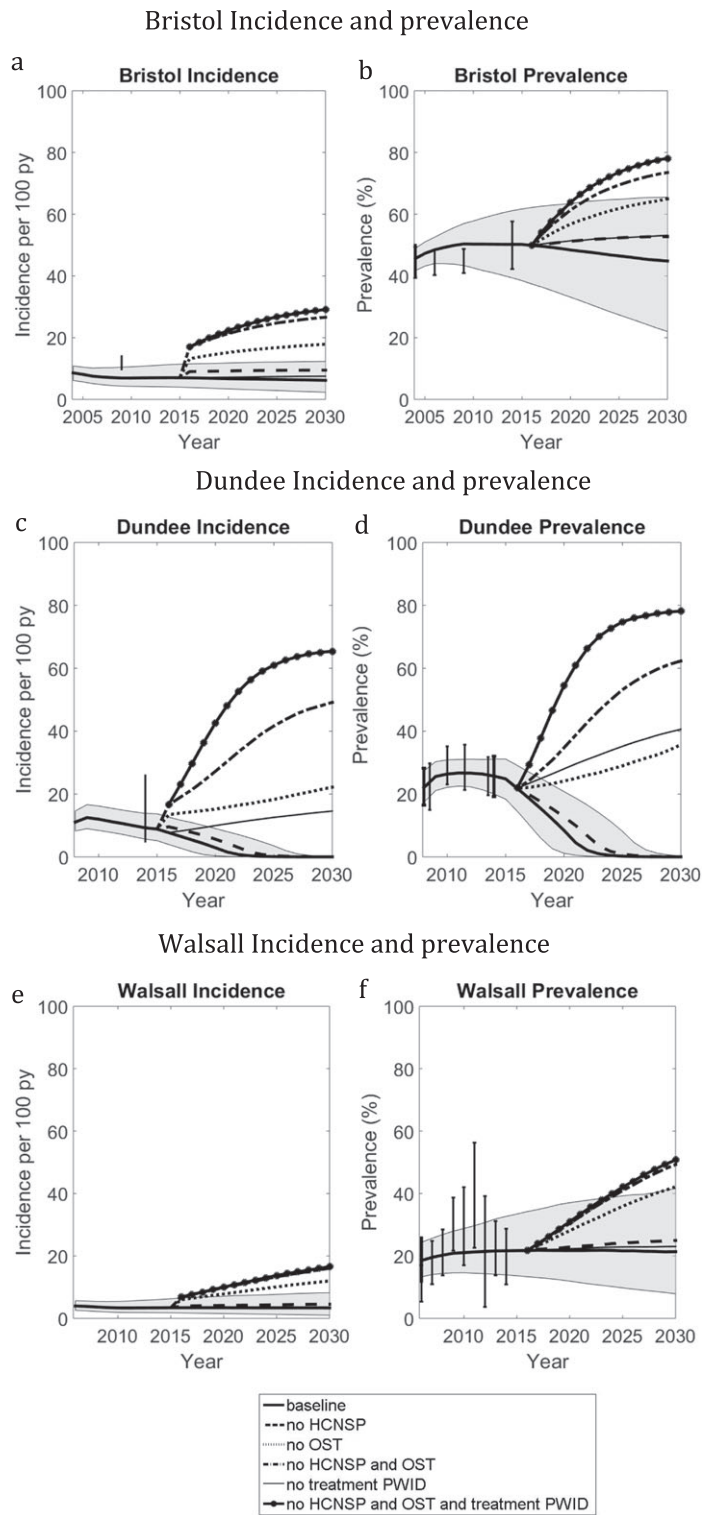 Bristol Incidence and prevalence
a
Bristol Incidence
100
80
60
40
20
0
2005 2010 2015 2020 2025 2030
Year
Incidence per 100 py
b
Bristol Prevalence
100
80
60
40
20
0
2005 2010 2015 2020 2025 2030
Year
Prevalence (%)
Dundee Incidence and prevalence
c
Dundee Incidence
100
80
60
40
20
0
2010 2015 2020 2025 2030
Year
Incidence per 100 py
d
Dundee Prevalence
100
80
60
40
20
0
2010 2015 2020 2025 2030
Year
Prevalence (%)
Walsall Incidence and prevalence
e
Walsall Incidence
100
80
60
40
20
0
2010 2015 2020 2025 2030
Year
Incidence per 100 py
f
Walsall Prevalence
100
80
60
40
20
0
2010 2015 2020 2025 2030
Year
Prevalence (%)
baseline
no HCNSP
no OST
no HCNSP and OST
no treatment PWID
no HCNSP and OST and treatment PWID